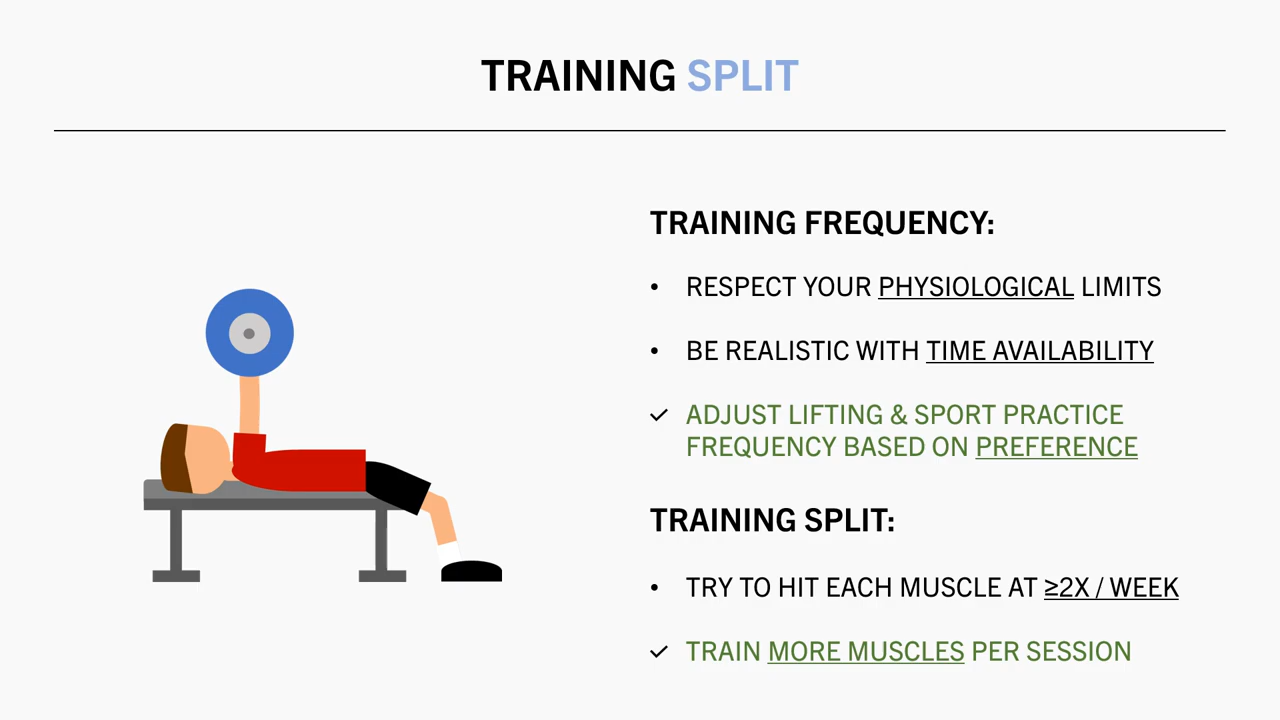 TRAINING SPLIT
TRAINING FREQUENCY:
• RESPECT YOUR PHYSIOLOGICAL LIMITS
• BE REALISTIC WITH TIME AVAILABILITY
✓ ADJUST LIFTING & SPORT PRACTICE
FREQUENCY BASED ON PREFERENCE
TRAINING SPLIT:
• TRY TO HIT EACH MUSCLE AT ≥2X / WEEK
✓ TRAIN MORE MUSCLES PER SESSION